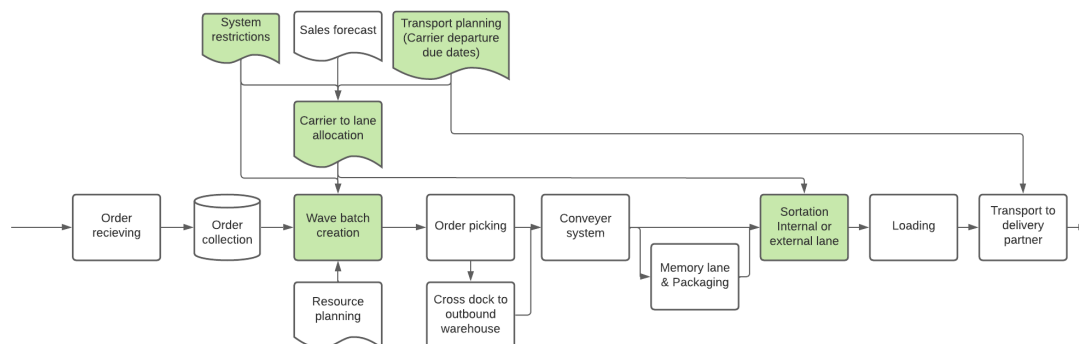 System
restrictions
Sales forecast
Transport planning
(Carrier departure
due dates)
Carrier to lane
allocation
Order
recieving
Order
collection
Wave batch
creation
Order picking
Conveyer
system
Sortation
Internal or
external lane
Loading
Transport to
delivery
partner
Memory lane
& Packaging
Resource
planning
Cross dock to
outbound
warehouse